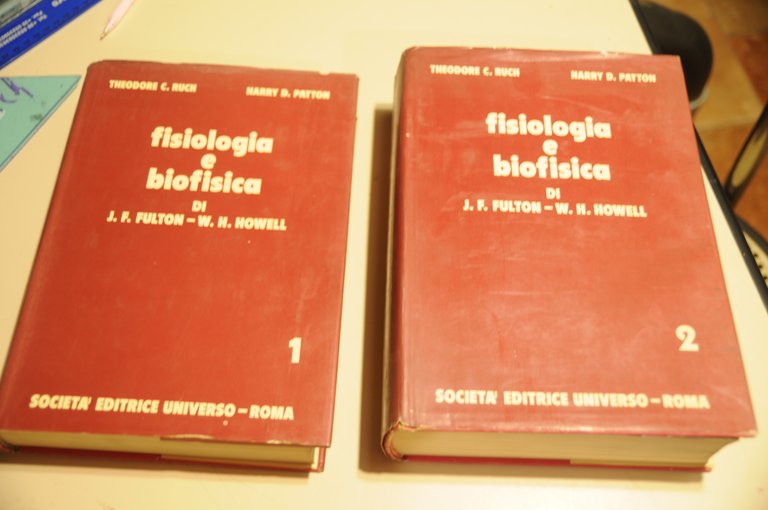 THEODORE C. RUCH HARRY D. PATTON
fisiologia
e
biofisica
DI
J. F. FULTON - W. H. HOWELL
1
SOCIETA' EDITRICE UNIVERSO - ROMA
THEODORE C. RUCH HARRY D. PATTON
fisiologia
e
biofisica
DI
J. F. FULTON - W. H. HOWELL
2
SOCIETA' EDITRICE UNIVERSO - ROMA